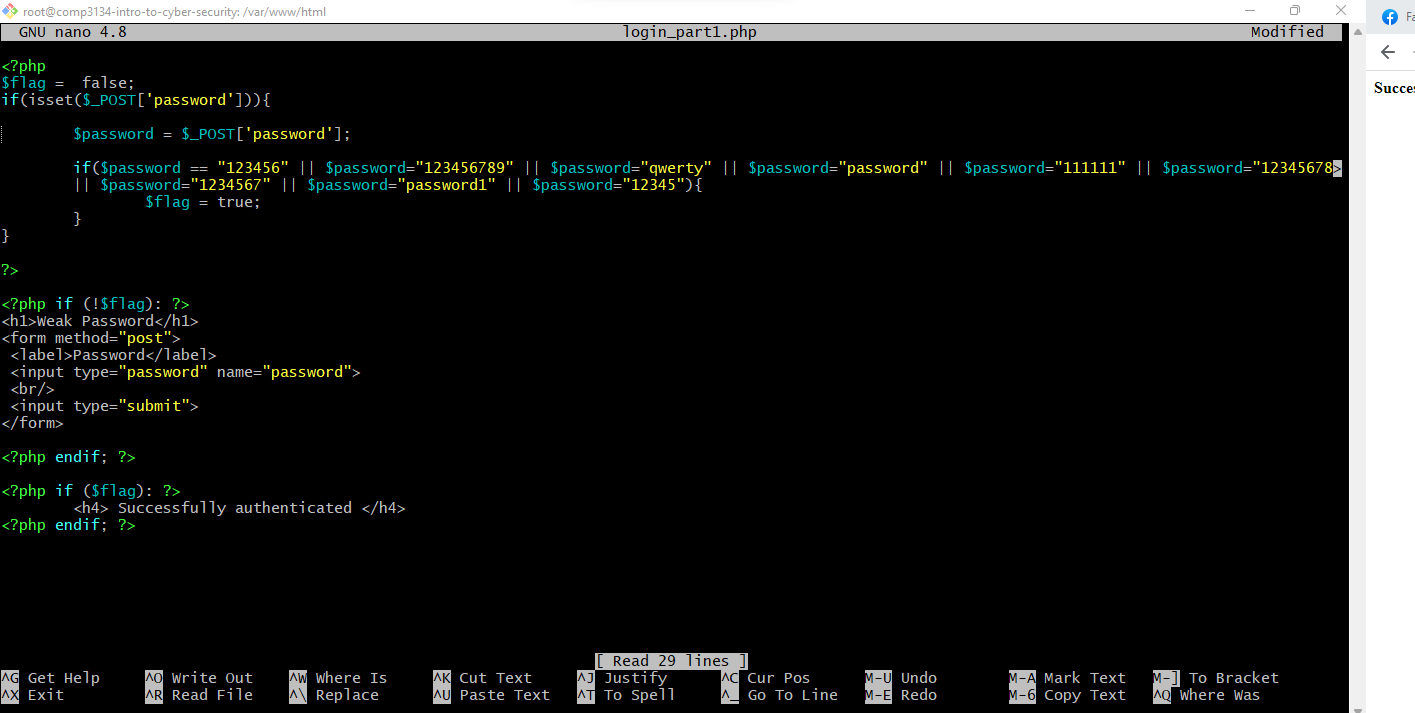 root@comp3134-intro-to-cyber-security: /var/www/html
GNU nano 4.8 login_part1.php Modified
<?php
$flag =  false;
if(isset($_POST['password'])){
        $password = $_POST['password'];
        if($password == "123456" || $password="123456789" || $password="qwerty" || $password="password" || $password="111111" || $password="12345678>
        || $password="1234567" || $password="password1" || $password="12345"){
                $flag = true;
        }
}
?>
<?php if (!$flag): ?>
<h1>Weak Password</h1>
<form method="post">
 <label>Password</label>
 <input type="password" name="password">
 <br/>
 <input type="submit">
</form>
<?php endif; ?>
<?php if ($flag): ?>
        <h4> Successfully authenticated </h4>
<?php endif; ?>
[ Read 29 lines ]
^G Get Help ^O Write Out ^W Where Is ^K Cut Text ^J Justify ^C Cur Pos M-U Undo M-A Mark Text M-] To Bracket
^X Exit ^R Read File ^\ Replace ^U Paste Text ^T To Spell ^_ Go To Line M-E Redo M-6 Copy Text ^Q Where Was